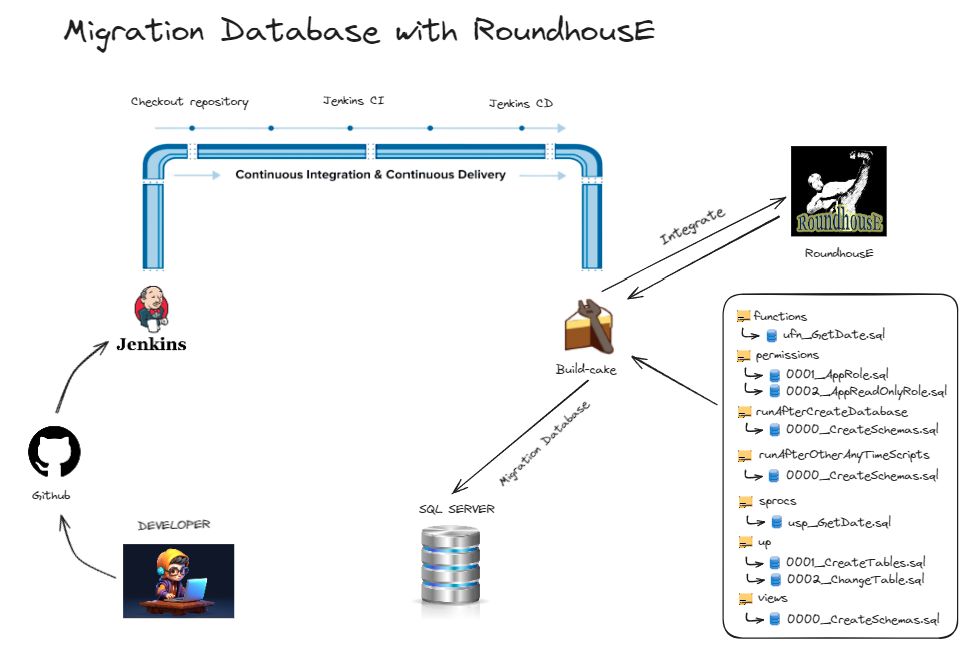 Migration Database with RoundhousE
Checkout repository
Jenkins CI
Jenkins CD
Continuous Integration & Continuous Delivery
Integrate
RoundhousE
RoundhousE
Jenkins
Build-cake
Migration Database
Github
DEVELOPER
SQL SERVER
functions
ufn_GetDate.sql
permissions
0001_AppRole.sql
0002_AppReadOnlyRole.sql
runAfterCreateDatabase
0000_CreateSchemas.sql
runAfterOtherAnyTimeScripts
0000_CreateSchemas.sql
sprocs
usp_GetDate.sql
up
0001_CreateTables.sql
0002_ChangeTable.sql
views
0000_CreateSchemas.sql